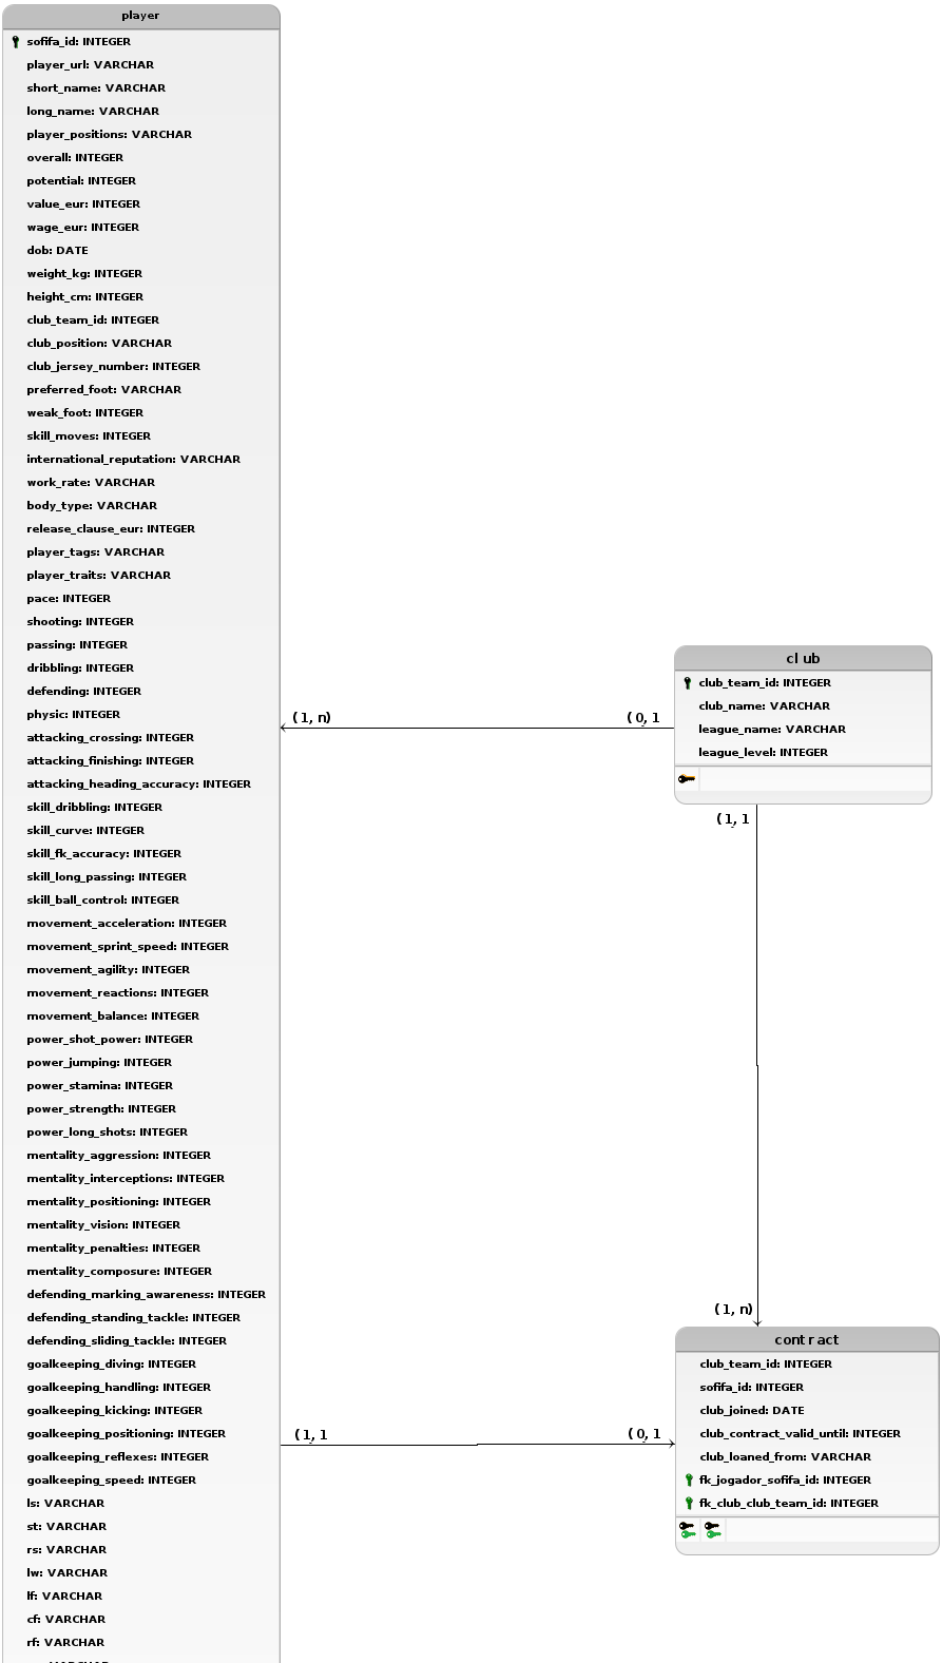 player
sofifa_id: INTEGER
player_url: VARCHAR
short_name: VARCHAR
long_name: VARCHAR
player_positions: VARCHAR
overall: INTEGER
potential: INTEGER
value_eur: INTEGER
wage_eur: INTEGER
dob: DATE
weight_kg: INTEGER
height_cm: INTEGER
club_team_id: INTEGER
club_position: VARCHAR
club_jersey_number: INTEGER
preferred_foot: VARCHAR
weak_foot: INTEGER
skill_moves: INTEGER
international_reputation: VARCHAR
work_rate: VARCHAR
body_type: VARCHAR
release_clause_eur: INTEGER
player_tags: VARCHAR
player_traits: VARCHAR
pace: INTEGER
shooting: INTEGER
passing: INTEGER
dribbling: INTEGER
defending: INTEGER
physic: INTEGER
attacking_crossing: INTEGER
attacking_finishing: INTEGER
attacking_heading_accuracy: INTEGER
skill_dribbling: INTEGER
skill_curve: INTEGER
skill_fk_accuracy: INTEGER
skill_long_passing: INTEGER
skill_ball_control: INTEGER
movement_acceleration: INTEGER
movement_sprint_speed: INTEGER
movement_agility: INTEGER
movement_reactions: INTEGER
movement_balance: INTEGER
power_shot_power: INTEGER
power_jumping: INTEGER
power_stamina: INTEGER
power_strength: INTEGER
power_long_shots: INTEGER
mentality_aggression: INTEGER
mentality_interceptions: INTEGER
mentality_positioning: INTEGER
mentality_vision: INTEGER
mentality_penalties: INTEGER
mentality_composure: INTEGER
defending_marking_awareness: INTEGER
defending_standing_tackle: INTEGER
defending_sliding_tackle: INTEGER
goalkeeping_diving: INTEGER
goalkeeping_handling: INTEGER
goalkeeping_kicking: INTEGER
goalkeeping_positioning: INTEGER
goalkeeping_reflexes: INTEGER
goalkeeping_speed: INTEGER
ls: VARCHAR
st: VARCHAR
rs: VARCHAR
lw: VARCHAR
lf: VARCHAR
cf: VARCHAR
rf: VARCHAR
(1, n)
(0, 1
club
club_team_id: INTEGER
club_name: VARCHAR
league_name: VARCHAR
league_level: INTEGER
(1, 1
(1, n)
(1, 1
(0, 1
contract
club_team_id: INTEGER
sofifa_id: INTEGER
club_joined: DATE
club_contract_valid_until: INTEGER
club_loaned_from: VARCHAR
fk_jogador_sofifa_id: INTEGER
fk_club_club_team_id: INTEGER